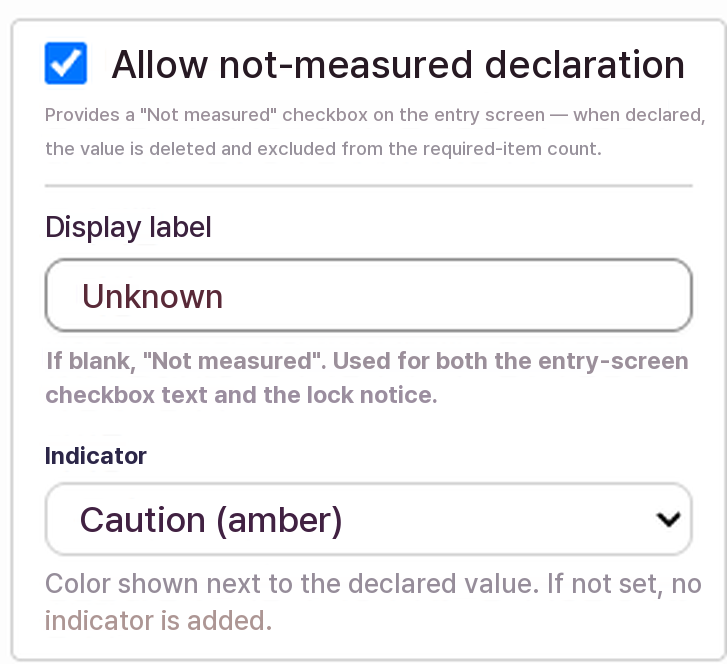 Allow not-measured declaration
Provides a "Not measured" checkbox on the entry screen — when declared,
the value is deleted and excluded from the required-item count.
Display label
Unknown
If blank, "Not measured". Used for both the entry-screen
checkbox text and the lock notice.
Indicator
Caution (amber)
Color shown next to the declared value. If not set, no
indicator is added.